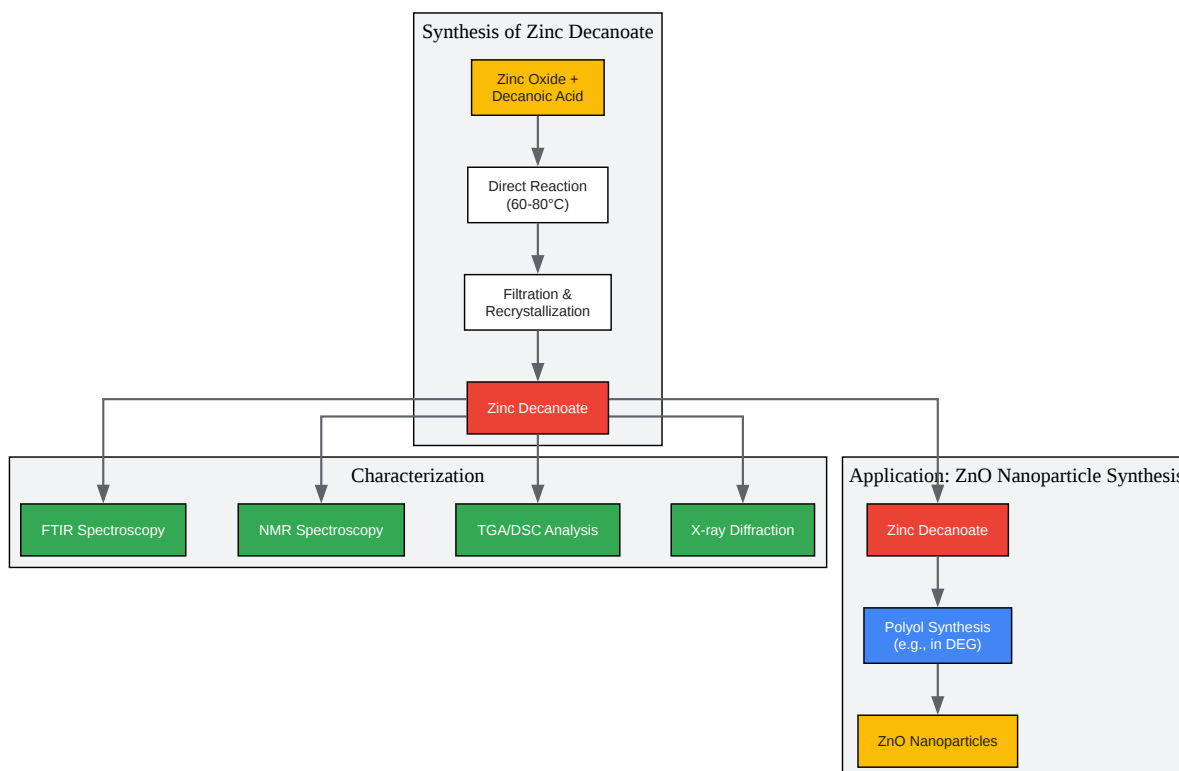 Synthesis of Zinc Decanoate
Zinc Oxide +
Decanoic Acid
Direct Reaction
(60-80°C)
Filtration &
Recrystallization
Zinc Decanoate
Characterization
FTIR Spectroscopy
NMR Spectroscopy
TGA/DSC Analysis
X-ray Diffraction
Application: ZnO Nanoparticle Synthesis
Zinc Decanoate
Polyol Synthesis
(e.g., in DEG)
ZnO Nanoparticles